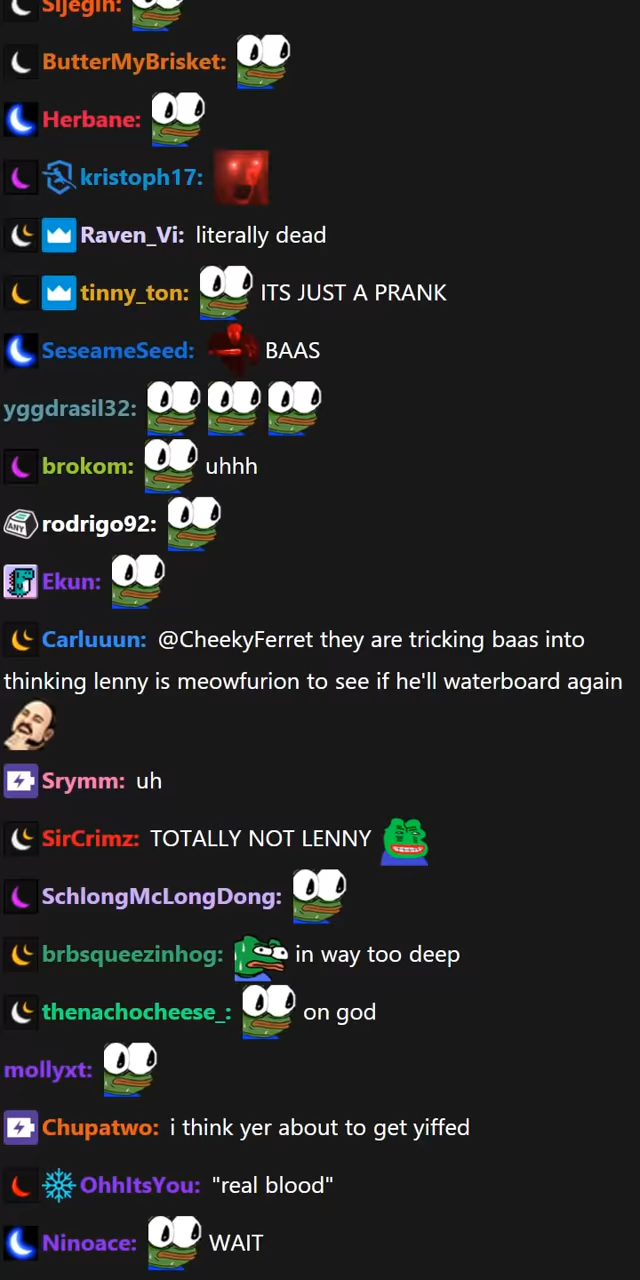 Sljegin:
ButterMyBrisket:
Herbane:
kristoph17:
Raven_Vi: literally dead
tinny_ton: ITS JUST A PRANK
SeseameSeed: BAAS
yggdrasil32:
brokom: uhhh
ANY rodrigo92:
Ekun:
Carluuun: @CheekyFerret they are tricking baas into
thinking lenny is meowfurion to see if he'll waterboard again
Srymm: uh
SirCrimz: TOTALLY NOT LENNY
SchlongMcLongDong:
brbsqueezinhog: in way too deep
thenachocheese_: on god
mollyxt:
Chupatwo: i think yer about to get yiffed
OhhItsYou: "real blood"
Ninoace: WAIT